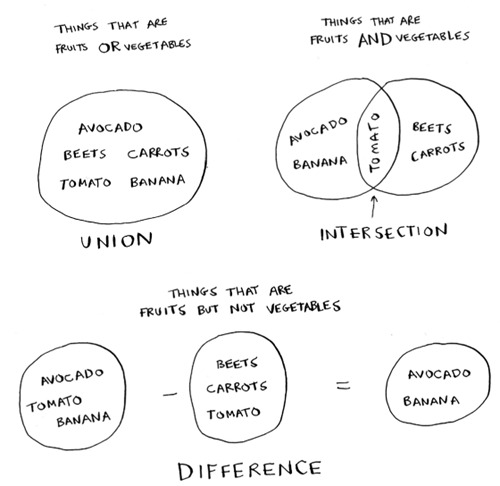 THINGS THAT ARE
FRUITS OR VEGETABLES
AVOCADO
BEETS CARROTS
TOMATO BANANA
UNION
THINGS THAT ARE
FRUITS AND VEGETABLES
AVOCADO
BANANA
TOMATO
BEETS
CARROTS
INTERSECTION
THINGS THAT ARE
FRUITS BUT NOT VEGETABLES
AVOCADO
TOMATO
BANANA
-
BEETS
CARROTS
TOMATO
=
AVOCADO
BANANA
DIFFERENCE